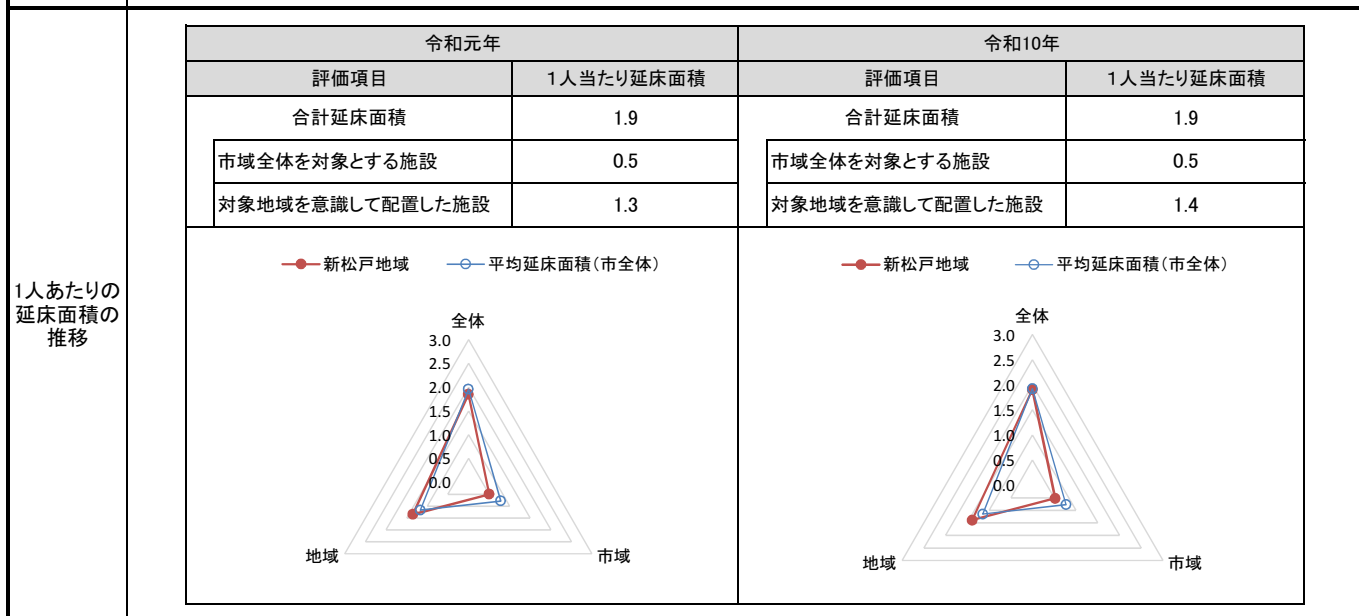 1人あたりの
延床面積の
推移
令和元年
評価項目 1人当たり延床面積
合計延床面積 1.9
市域全体を対象とする施設 0.5
対象地域を意識して配置した施設 1.3
令和10年
評価項目 1人当たり延床面積
合計延床面積 1.9
市域全体を対象とする施設 0.5
対象地域を意識して配置した施設 1.4
新松戸地域 平均延床面積(市全体)
全体
3.0
2.5
2.0
1.5
1.0
0.5
0.0
地域 市域
新松戸地域 平均延床面積(市全体)
全体
3.0
2.5
2.0
1.5
1.0
0.5
0.0
地域 市域